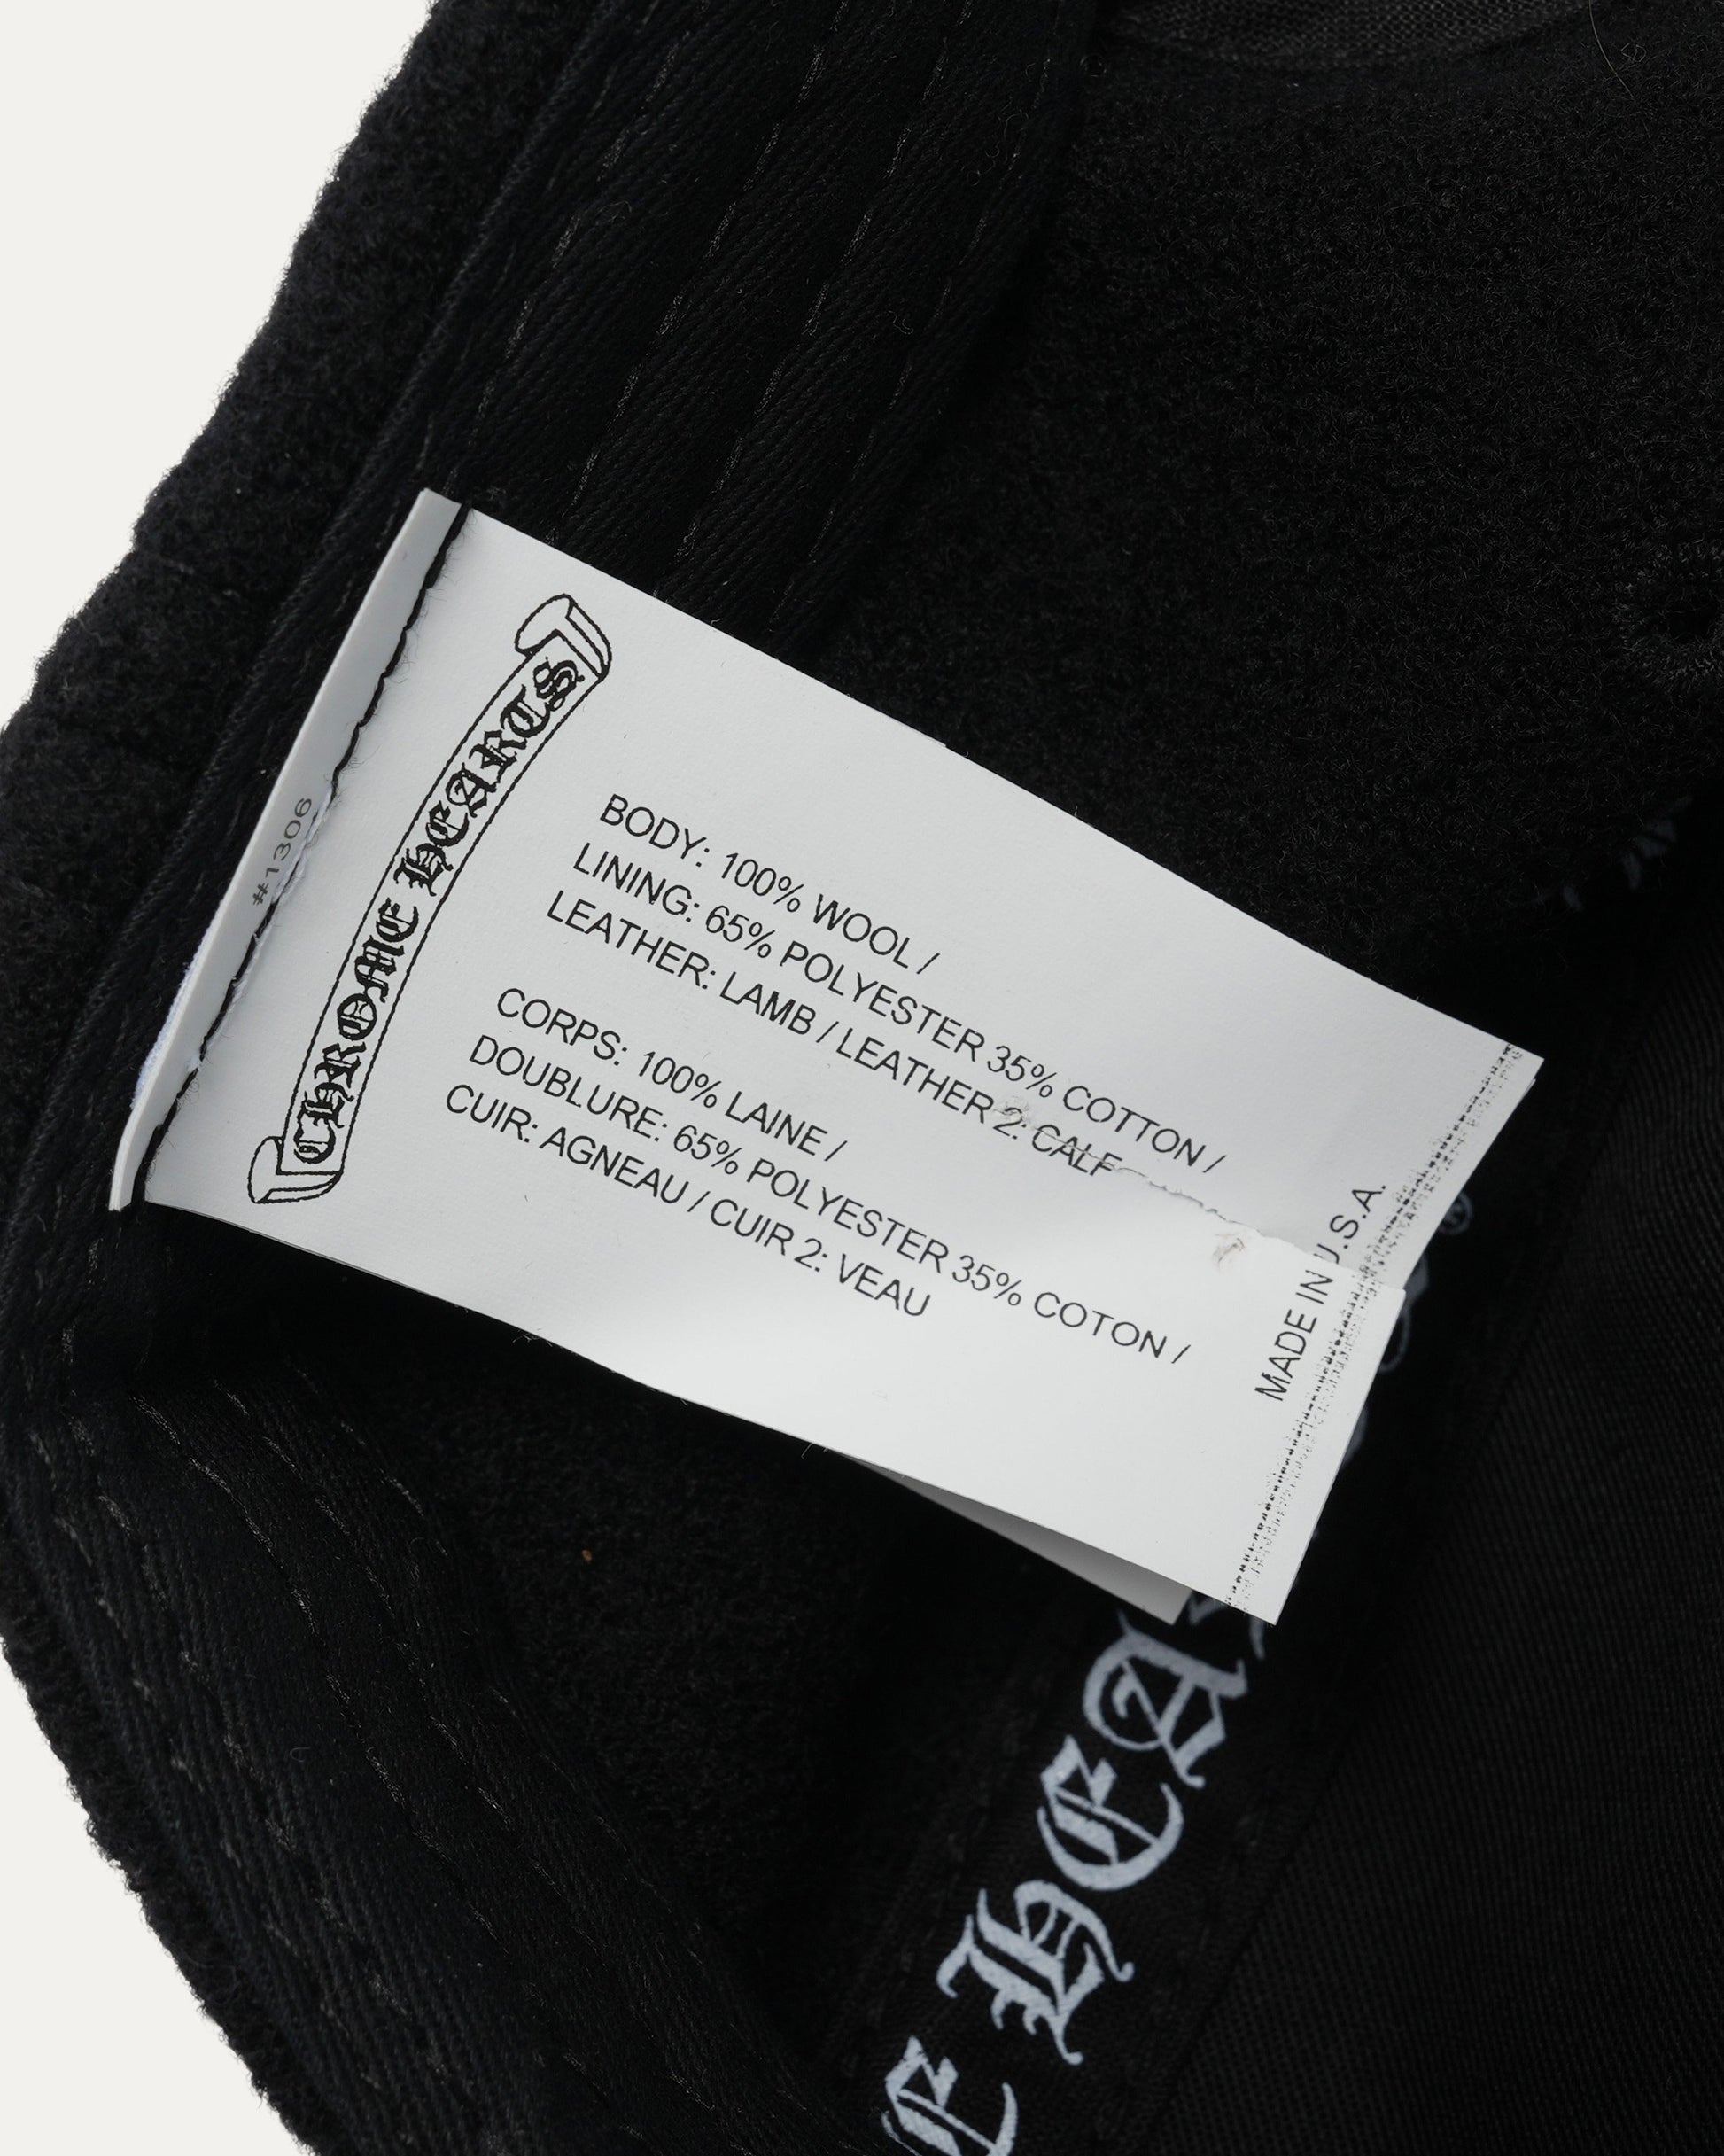 #1306
CHROME HEARTS
BODY: 100% WOOL /
LINING: 65% POLYESTER 35% COTTON /
LEATHER: LAMB / LEATHER 2: CALF
CORPS: 100% LAINE /
DOUBLURE: 65% POLYESTER 35% COTON /
CUIR: AGNEAU / CUIR 2: VEAU
MADE IN U.S.A.
E HEA
®